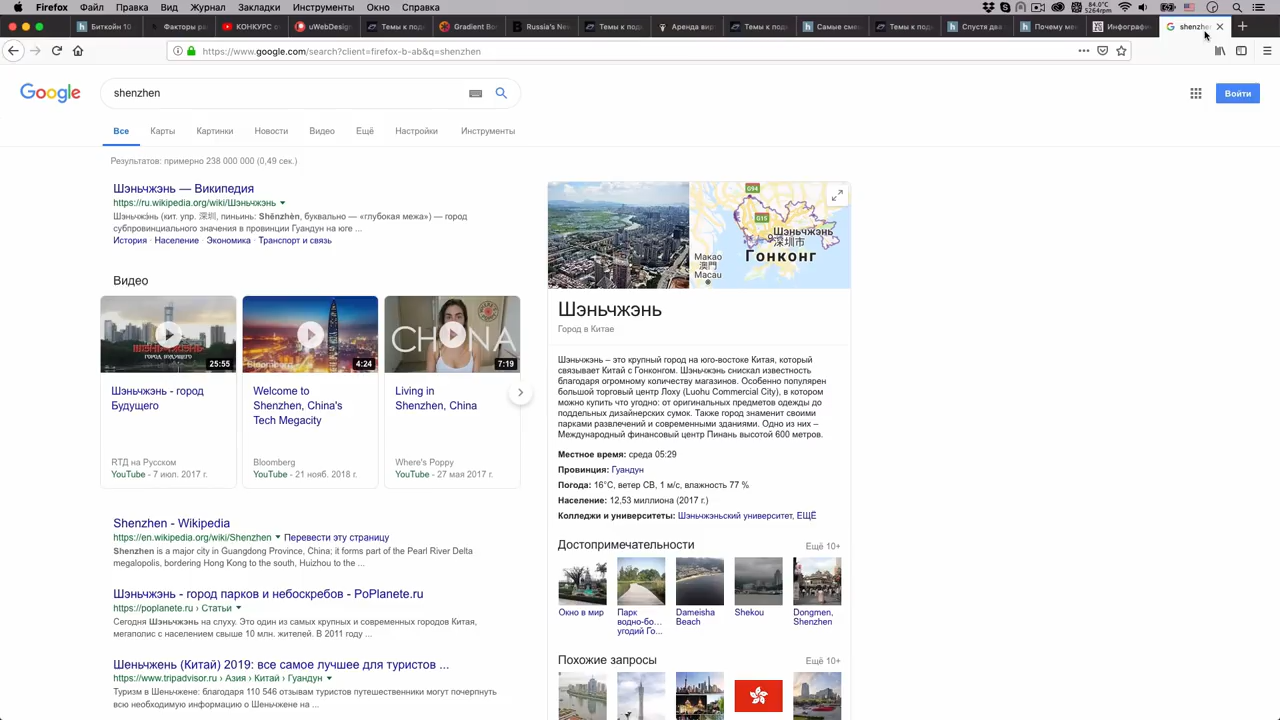 Firefox Файл Правка Вид Журнал Закладки Инструменты Окно Справка
84.0°C
5264rpm
Биткойн 10 Факторы ре КОНКУРС о uWebDesign Темы к под Gradient Bor Russia's Nev Темы к под Аренда вирт Темы к под Самые сме Темы к под Спустя два Почему ме Инфографи shenzhe
https://www.google.com/search?client=firefox-b-ab&q=shenzhen
Google
shenzhen
Войти
Все Карты Картинки Новости Видео Ещё Настройки Инструменты
Результатов: примерно 238 000 000 (0,49 сек.)
Шэньчжэнь — Википедия
https://ru.wikipedia.org/wiki/Шэньчжэнь
Шэньчжэ́нь (кит. упр. 深圳, пиньинь: Shēnzhèn, буквально — «глубокая межа») — город
субпровинциального значения в провинции Гуандун на юге ...
История · Население · Экономика · Транспорт и связь
Видео
ШЭНЬЧЖЭНЬ
ГОРОД БУДУЩЕГО
25:55
Bloomberg
4:24
CHINA
7:19
Шэньчжэнь - город
Будущего
РТД на Русском
YouTube - 7 июл. 2017 г.
Welcome to
Shenzhen, China's
Tech Megacity
Bloomberg
YouTube - 21 нояб. 2018 г.
Living in
Shenzhen, China
Where's Poppy
YouTube - 27 мая 2017 г.
Shenzhen - Wikipedia
https://en.wikipedia.org/wiki/Shenzhen Перевести эту страницу
Shenzhen is a major city in Guangdong Province, China; it forms part of the Pearl River Delta
megalopolis, bordering Hong Kong to the south, Huizhou to the ...
Шэньчжэнь - город парков и небоскребов - PoPlanete.ru
https://poplanete.ru › Статьи
Сегодня Шэньчжэнь на слуху. Это один из самых крупных и современных городов Китая,
мегаполис с населением свыше 10 млн. жителей. В 2011 году ...
Шеньчжень (Китай) 2019: все самое лучшее для туристов ...
https://www.tripadvisor.ru › Азия › Китай › Гуандун
Туризм в Шеньчжене: благодаря 110 546 отзывам туристов путешественники могут почерпнуть
всю необходимую информацию о Шеньчжене на ...
G94
G15
Шэньчжэнь
深圳市
Гонконг
Макао
澳門
Macau
Шэньчжэнь
Город в Китае
Шэньчжэнь – это крупный город на юго-востоке Китая, который
связывает Китай с Гонконгом. Шэньчжэнь снискал известность
благодаря огромному количеству магазинов. Особенно популярен
большой торговый центр Лоху (Luohu Commercial City), в котором
можно купить что угодно: от оригинальных предметов одежды до
поддельных дизайнерских сумок. Также город знаменит своими
парками развлечений и современными зданиями. Одно из них –
Международный финансовый центр Пинань высотой 600 метров.
Местное время: среда 05:29
Провинция: Гуандун
Погода: 16°C, ветер СВ, 1 м/с, влажность 77 %
Население: 12,53 миллиона (2017 г.)
Колледжи и университеты: Шэньчжэньский университет, ЕЩЁ
Достопримечательности Ещё 10+
Окно в мир
Парк
водно-бо...
угодий Го...
Dameisha
Beach
Shekou
Dongmen,
Shenzhen
Похожие запросы Ещё 10+